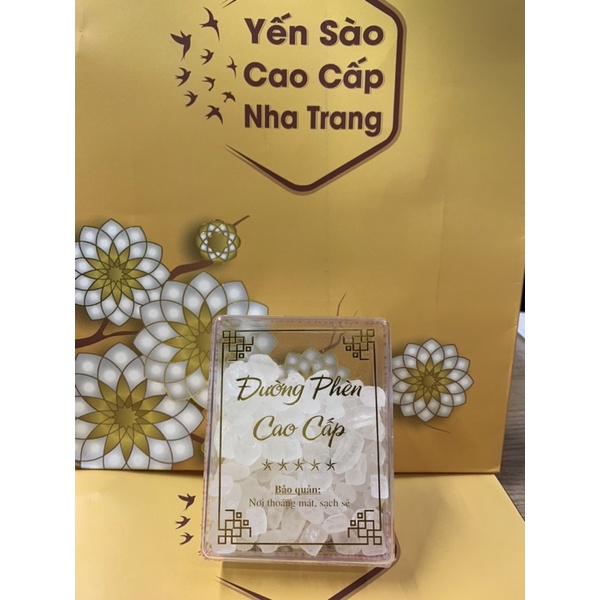 Yến Sào
Cao Cấp
Nha Trang
Đường Phèn
Cao Cấp
Bảo quản:
Nơi thoáng mát, sạch sẽ